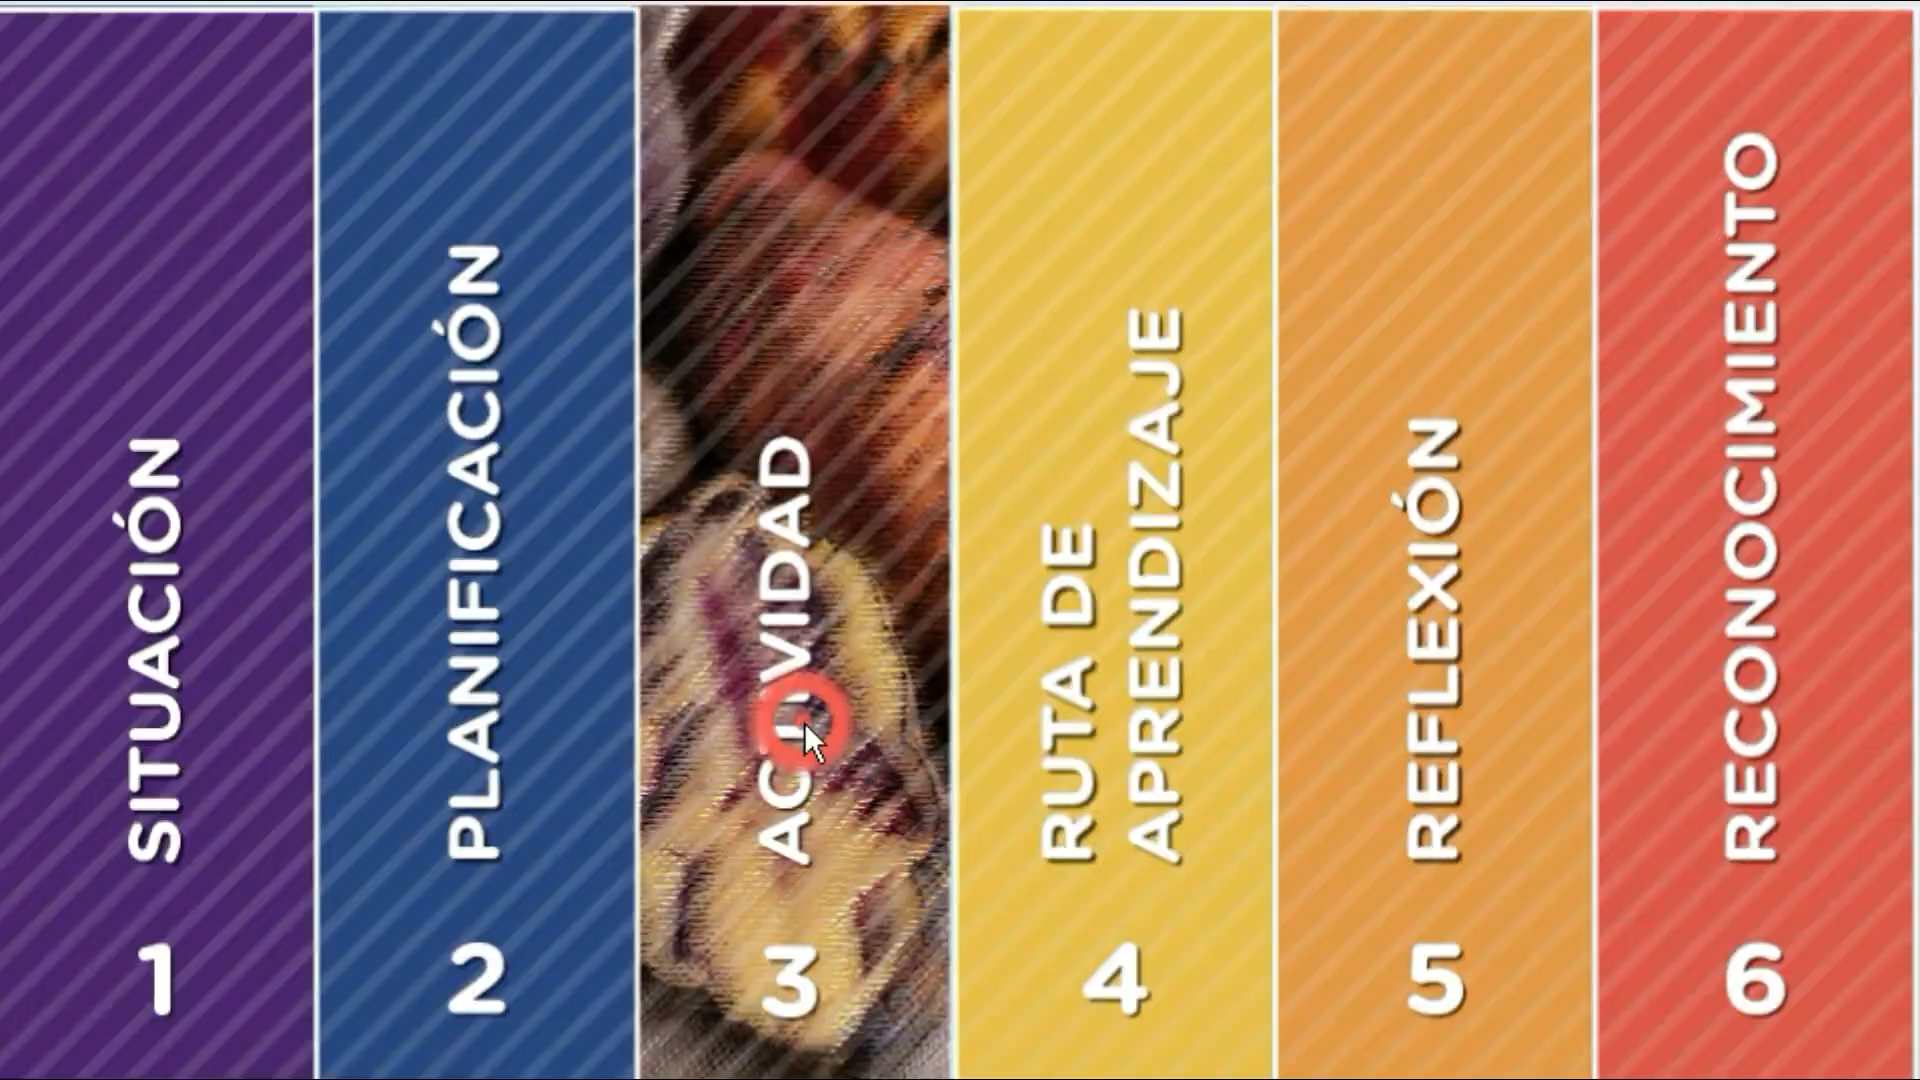 SITUACIÓN
1
PLANIFICACIÓN
2
ACTIVIDAD
3
RUTA DE
APRENDIZAJE
4
REFLEXIÓN
5
RECONOCIMIENTO
6